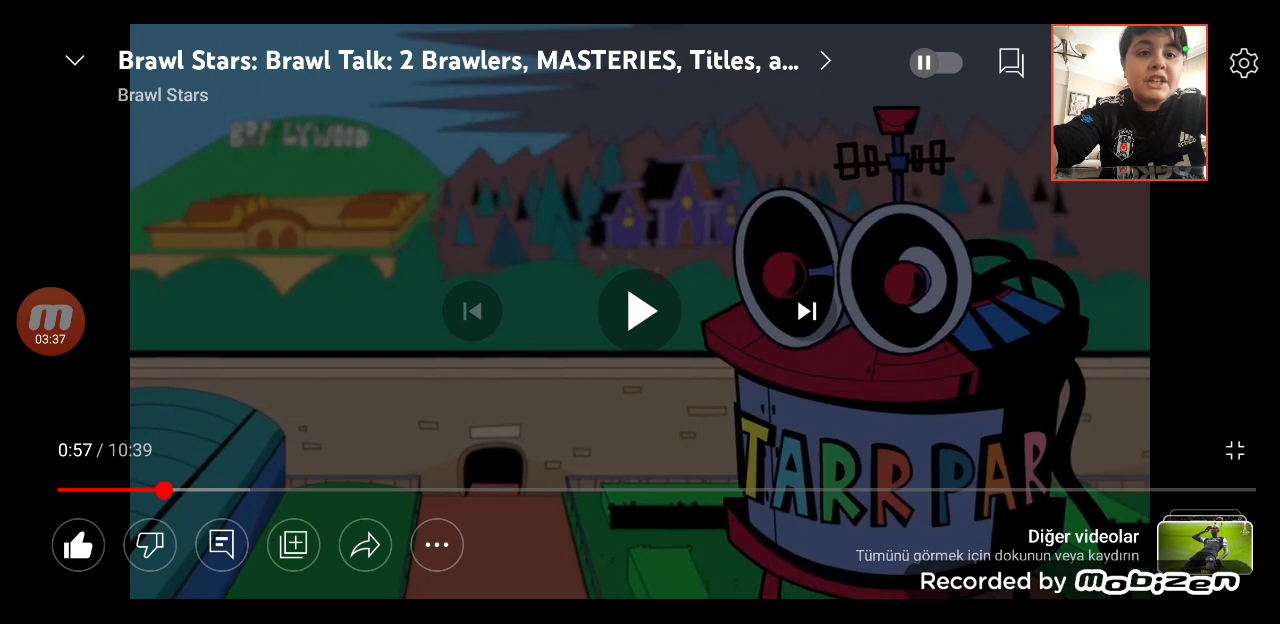 Brawl Stars: Brawl Talk: 2 Brawlers, MASTERIES, Titles, a...
Brawl Stars
adidas
03:37
TARR PAR
0:57 / 10:39
Diğer videolar
Tümünü görmek için dokunun veya kaydırın
Recorded by mobizen